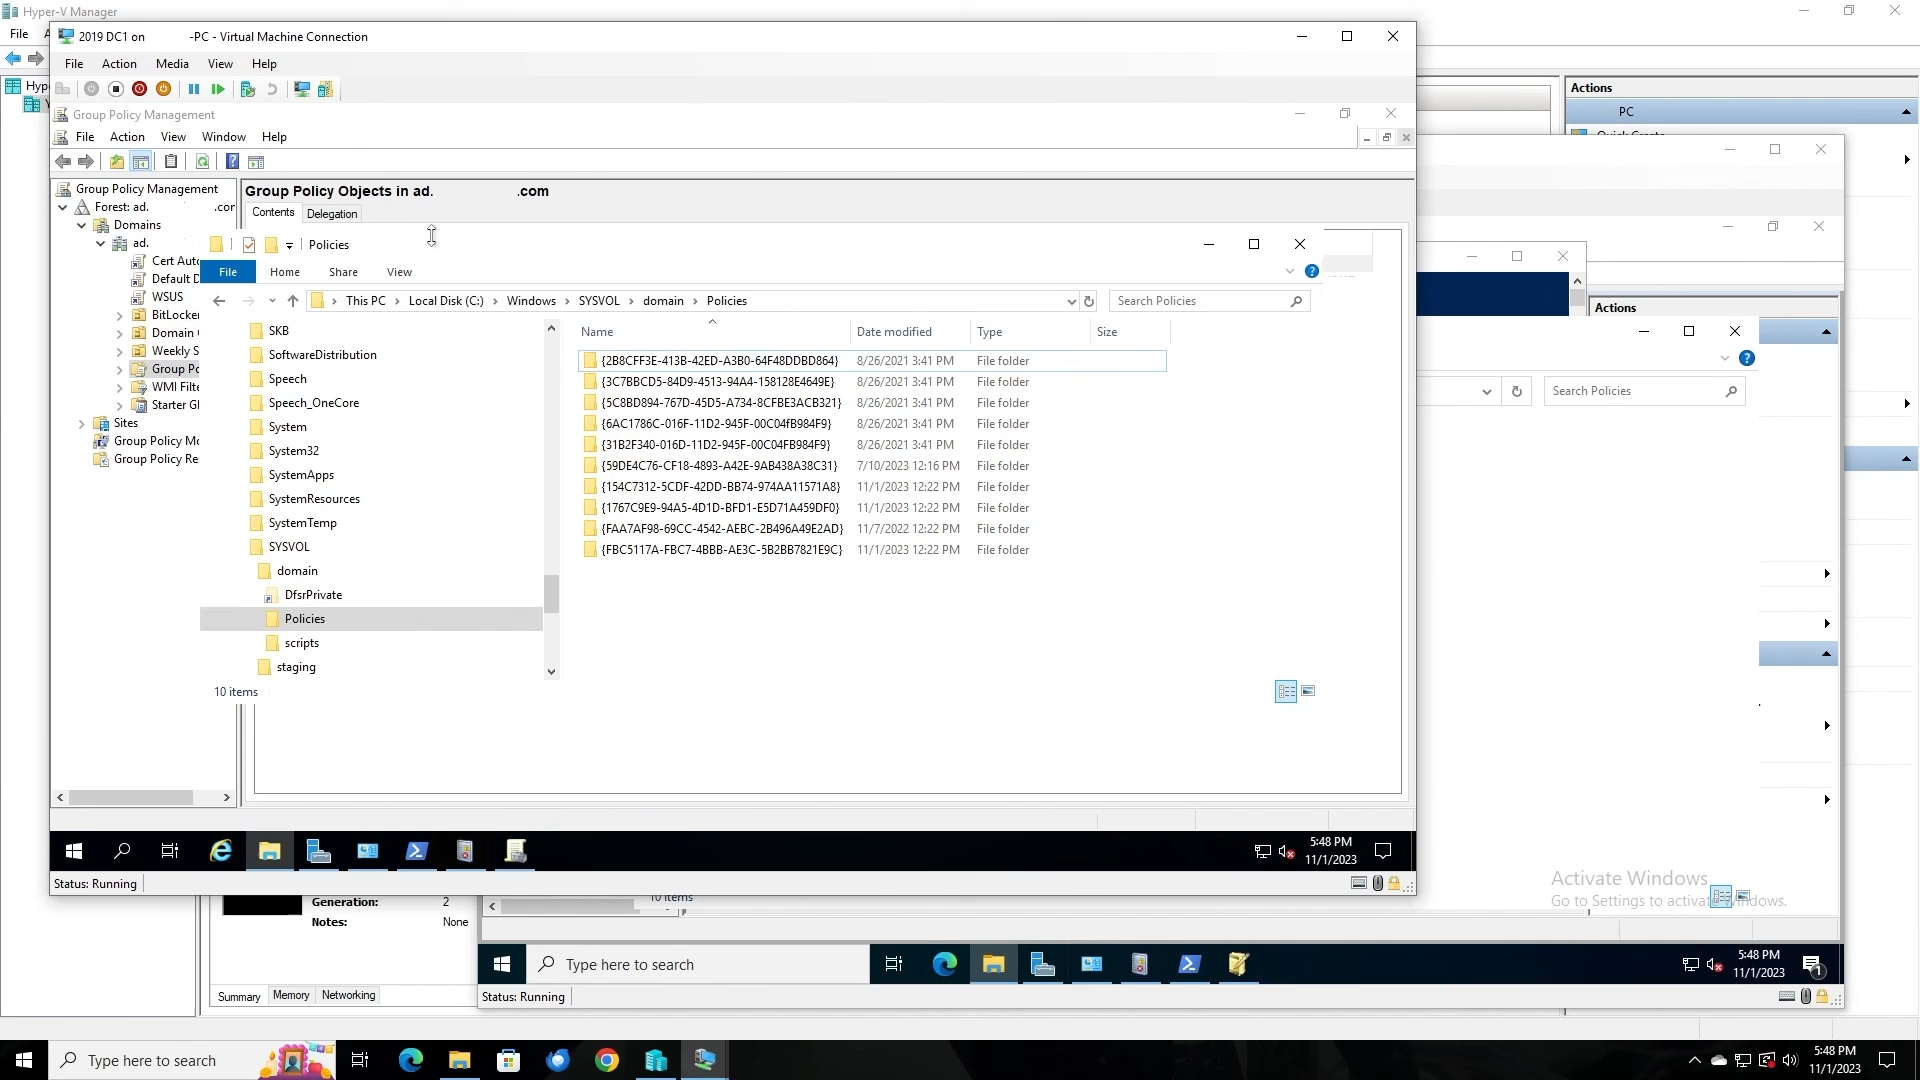 Hyper-V Manager
File
2019 DC1 on -PC - Virtual Machine Connection
File Action Media View Help
Group Policy Management
File Action View Window Help
Group Policy Management
Forest: ad. .cor
Domains
ad.
Cert Auto
Default D
WSUS
BitLocker
Domain
Weekly S
Group Po
WMI Filte
Starter GI
Sites
Group Policy Mo
Group Policy Re
Group Policy Objects in ad. .com
Contents Delegation
Policies
File Home Share View
This PC > Local Disk (C:) > Windows > SYSVOL > domain > Policies
Search Policies
SKB
SoftwareDistribution
Speech
Speech_OneCore
System
System32
SystemApps
SystemResources
SystemTemp
SYSVOL
domain
DfsrPrivate
Policies
scripts
staging
Name Date modified Type Size
{2B8CFF3E-413B-42ED-A3B0-64F48DDBD864} 8/26/2021 3:41 PM File folder
{3C7BBCD5-84D9-4513-94A4-158128E4649E} 8/26/2021 3:41 PM File folder
{5C8BD894-767D-45D5-A734-8CFBE3ACB321} 8/26/2021 3:41 PM File folder
{6AC1786C-016F-11D2-945F-00C04fB984F9} 8/26/2021 3:41 PM File folder
{31B2F340-016D-11D2-945F-00C04FB984F9} 8/26/2021 3:41 PM File folder
{59DE4C76-CF18-4893-A42E-9AB438A38C31} 7/10/2023 12:16 PM File folder
{154C7312-5CDF-42DD-BB74-974AA11571A8} 11/1/2023 12:22 PM File folder
{1767C9E9-94A5-4D1D-BFD1-E5D71A459DF0} 11/1/2023 12:22 PM File folder
{FAA7AF98-69CC-4542-AEBC-2B496A49E2AD} 11/7/2022 12:22 PM File folder
{FBC5117A-FBC7-4BBB-AE3C-5B2BB7821E9C} 11/1/2023 12:22 PM File folder
10 items
5:48 PM
11/1/2023
Status: Running
Actions
PC
Actions
Search Policies
Activate Windows
Go to Settings to activate Windows.
Generation: 2
Notes: None
Summary Memory Networking
10 items
Type here to search
5:48 PM
11/1/2023
1
Status: Running
Type here to search
5:48 PM
11/1/2023